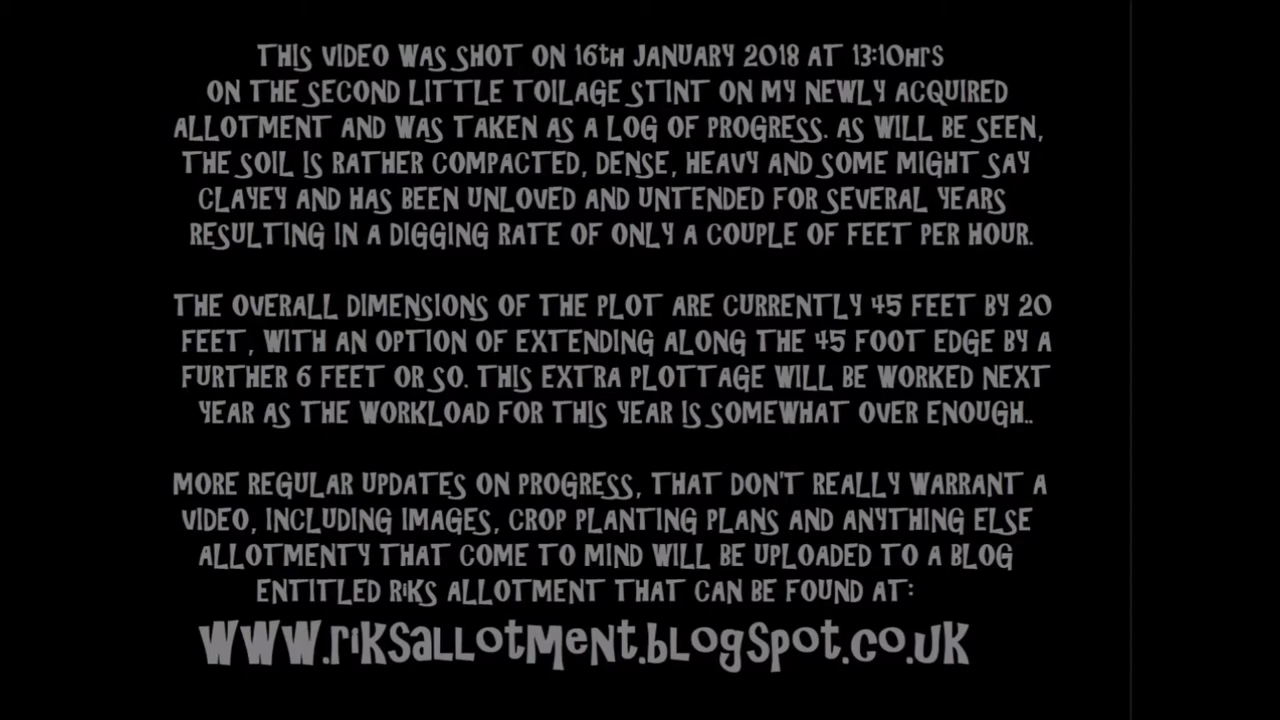 THIS VIDEO WAS SHOT ON 16th JANUARY 2018 AT 13:10hrs
ON THE SECOND LITTLE TOILAGE STINT ON MY NEWLY ACQUIRED
ALLOTMENT AND WAS TAKEN AS A LOG OF PROGRESS. AS WILL BE SEEN,
THE SOIL IS RATHER COMPACTED, DENSE, HEAVY AND SOME MIGHT SAY
CLAYEY AND HAS BEEN UNLOVED AND UNTENDED FOR SEVERAL YEARS
RESULTING IN A DIGGING RATE OF ONLY A COUPLE OF FEET PER HOUR.
THE OVERALL DIMENSIONS OF THE PLOT ARE CURRENTLY 45 FEET BY 20
FEET, WITH AN OPTION OF EXTENDING ALONG THE 45 FOOT EDGE BY A
FURTHER 6 FEET OR SO. THIS EXTRA PLOTTAGE WILL BE WORKED NEXT
YEAR AS THE WORKLOAD FOR THIS YEAR IS SOMEWHAT OVER ENOUGH..
MORE REGULAR UPDATES ON PROGRESS, THAT DON'T REALLY WARRANT A
VIDEO, INCLUDING IMAGES, CROP PLANTING PLANS AND ANYTHING ELSE
ALLOTMENTY THAT COME TO MIND WILL BE UPLOADED TO A BLOG
ENTITLED RiKS ALLOTMENT THAT CAN BE FOUND AT:
WWW.riksallotment.blogspot.co.uk